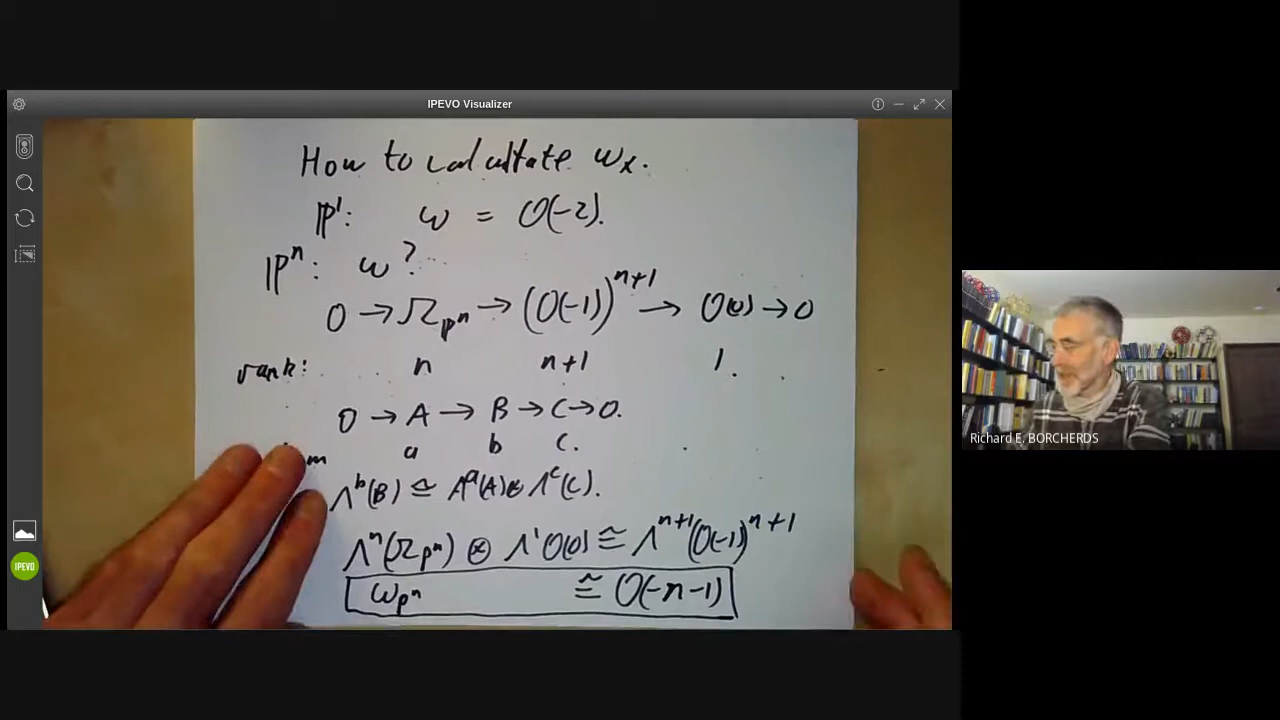 IPEVO Visualizer
How to calculate ω_X.
ℙ¹: ω = O(-2).
ℙⁿ: ω?
0 → Ω_ℙⁿ → (O(-1))ⁿ⁺¹ → O(0) → 0
rank: n n+1 1.
0 → A → B → C → 0.
a b c.
Λᵇ(B) ≅ Λᵃ(A) ⊗ Λᶜ(C).
Λⁿ(Ω_Pⁿ) ⊗ Λ¹O(0) ≅ Λⁿ⁺¹(O(-1))ⁿ⁺¹
ω_Pⁿ ≅ O(-n-1)
IPEVO
Richard E. BORCHERDS